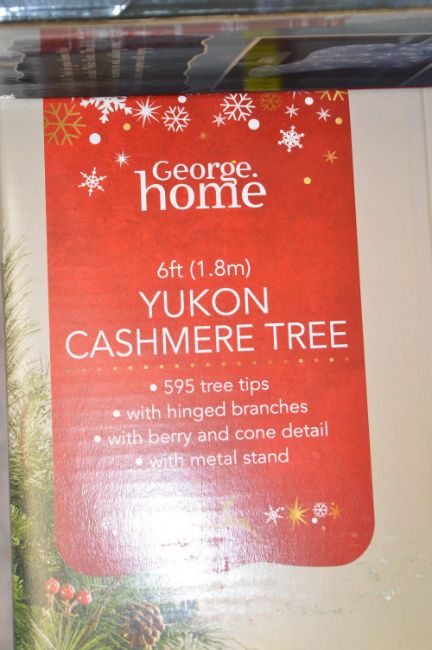 George.
home
6ft (1.8m)
YUKON
CASHMERE TREE
• 595 tree tips
• with hinged branches
• with berry and cone detail
• with metal stand